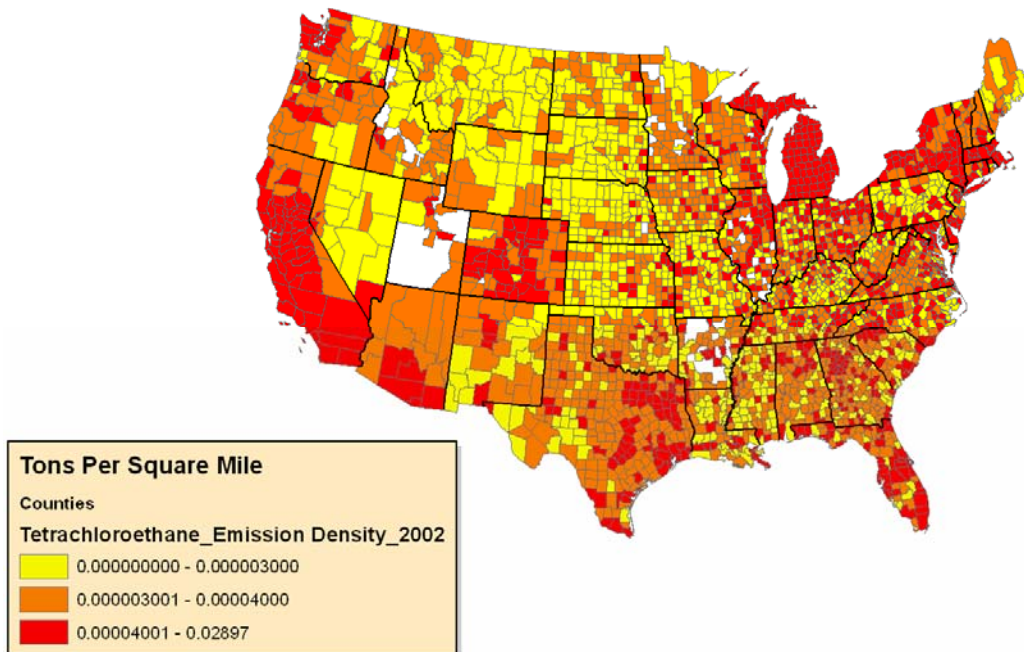 Tons Per Square Mile
Counties
Tetrachloroethane_Emission Density_2002
0.000000000 - 0.000003000
0.000003001 - 0.00004000
0.00004001 - 0.02897